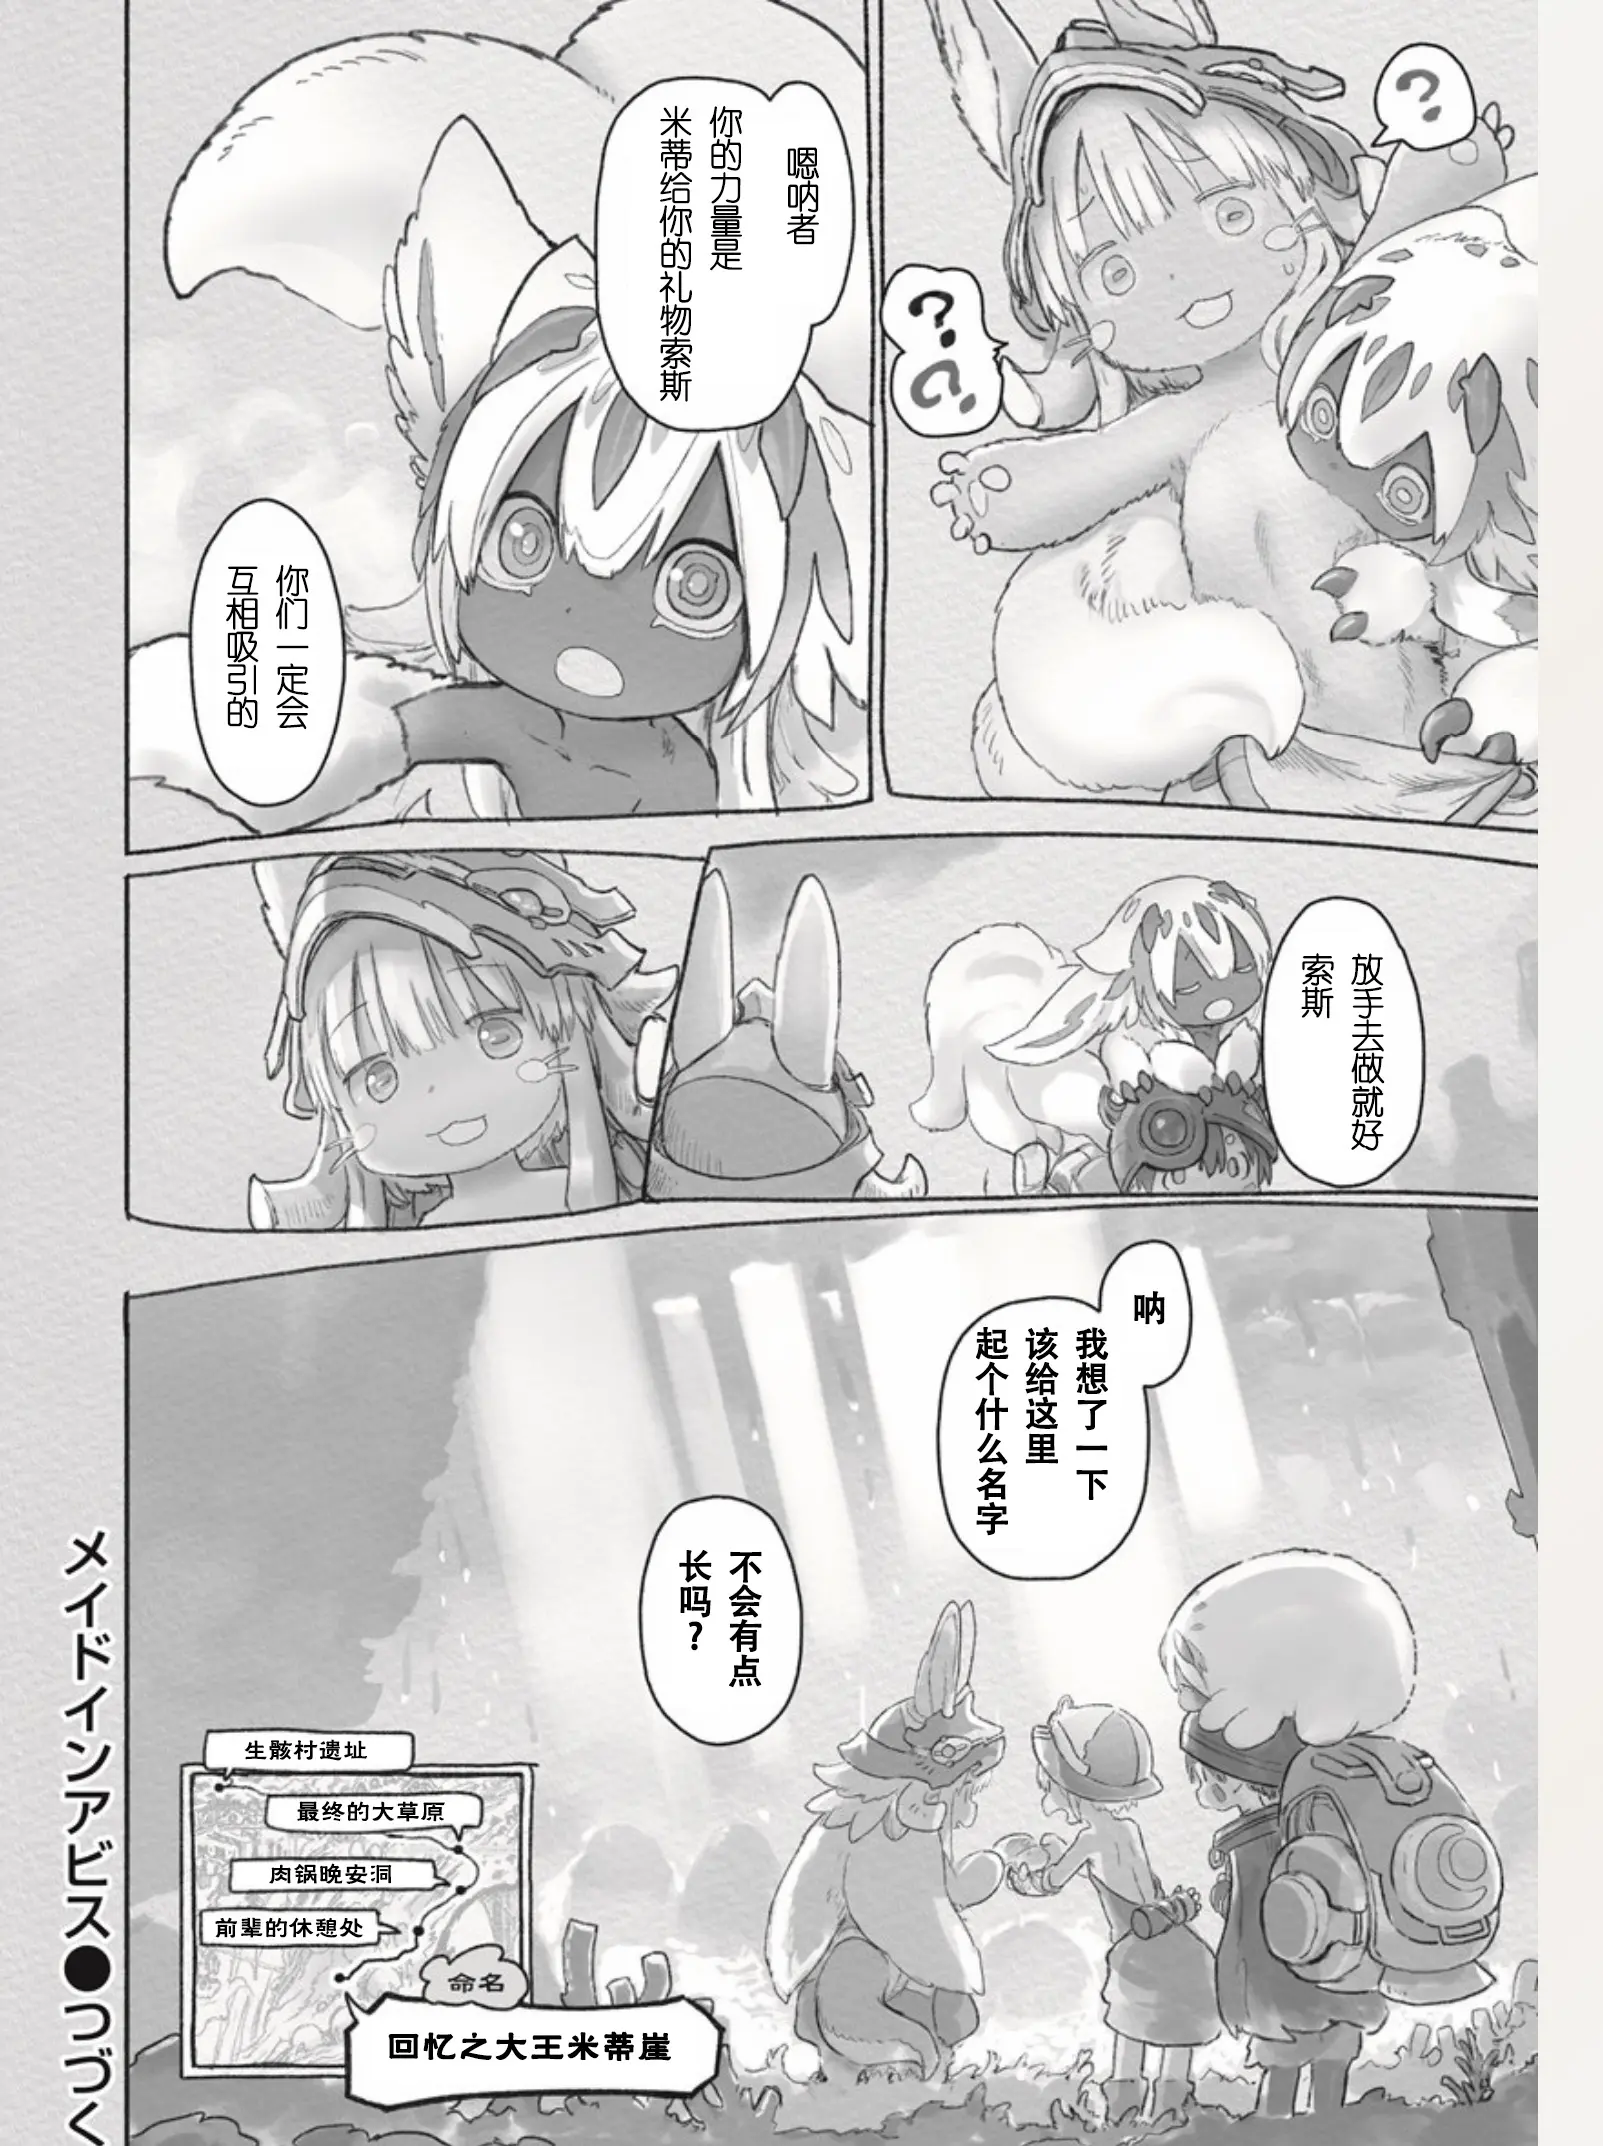 ?
?
?
嗯呐者
你的力量是
米蒂给你的礼物索斯
你们一定会
互相吸引的
放手去做就好
索斯
呐
我想了一下
该给这里
起个什么名字
不会有点
长吗?
生骸村遗址
最终的大草原
肉锅晚安洞
前辈的休憩处
命名
回忆之大王米蒂崖
メイドインアビス●つづく